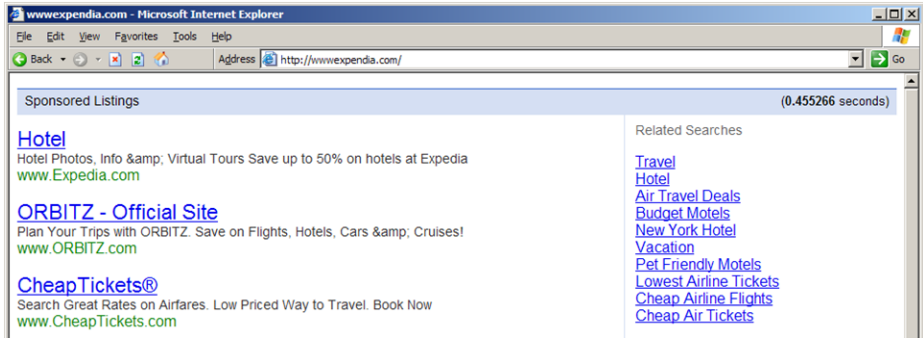 wwwexpendia.com - Microsoft Internet Explorer
File Edit View Favorites Tools Help
Back Address http://wwwexpendia.com/ Go
Sponsored Listings (0.455266 seconds)
Hotel
Hotel Photos, Info &amp; Virtual Tours Save up to 50% on hotels at Expedia
www.Expedia.com
ORBITZ - Official Site
Plan Your Trips with ORBITZ. Save on Flights, Hotels, Cars &amp; Cruises!
www.ORBITZ.com
CheapTickets®
Search Great Rates on Airfares. Low Priced Way to Travel. Book Now
www.CheapTickets.com
Related Searches
Travel
Hotel
Air Travel Deals
Budget Motels
New York Hotel
Vacation
Pet Friendly Motels
Lowest Airline Tickets
Cheap Airline Flights
Cheap Air Tickets